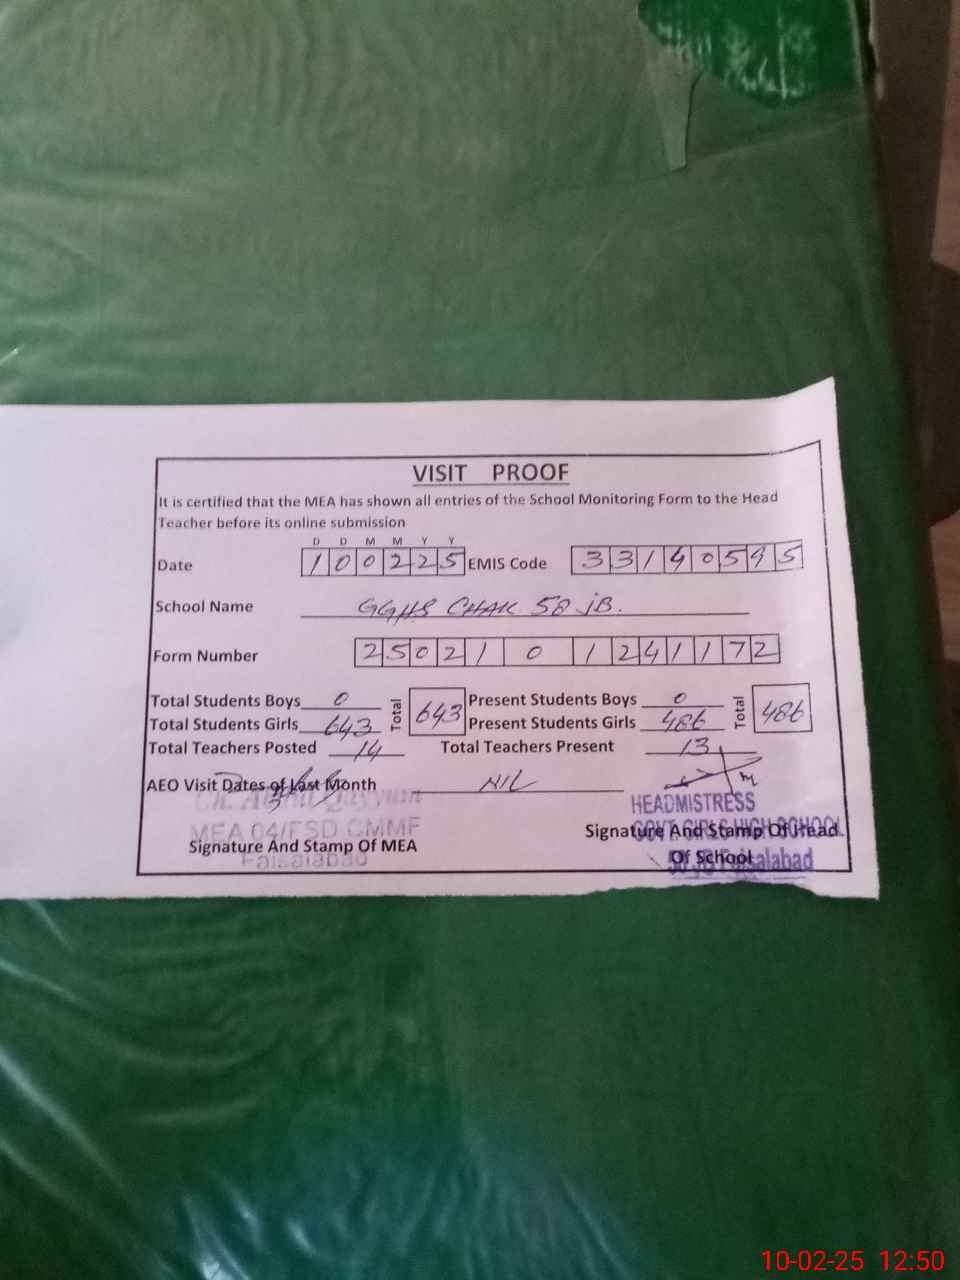 VISIT PROOF
It is certified that the MEA has shown all entries of the School Monitoring Form to the Head
Teacher before its online submission
D D M M Y Y
Date 100225 EMIS Code 33140595
School Name GGHS CHAK 58 JB.
Form Number 25021 0 1241172
Total Students Boys 0 Total 643 Present Students Boys 0 Total 486
Total Students Girls 643 Present Students Girls 486
Total Teachers Posted 14 Total Teachers Present 13
AEO Visit Dates of Last Month NIL
HEADMISTRESS
MEA 04/FSD CMMF
GOVT. GIRLS HIGH SCHOOL
Signature And Stamp Of MEA Signature And Stamp Of Head
Of School
Faisalabad
Faisalabad
10-02-25 12:50